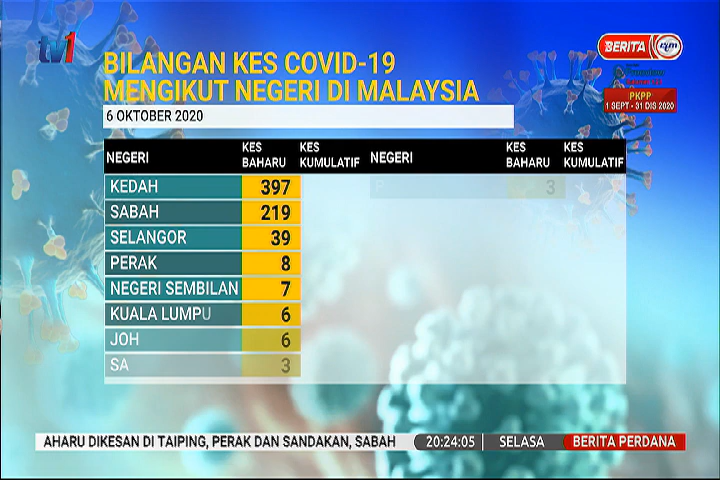 tv1
BERITA rtm
PKPP
1 SEPT - 31 DIS 2020
BILANGAN KES COVID-19
MENGIKUT NEGERI DI MALAYSIA
6 OKTOBER 2020
NEGERI KES BAHARU KES KUMULATIF NEGERI KES BAHARU KES KUMULATIF
KEDAH 397
SABAH 219
SELANGOR 39
PERAK 8
NEGERI SEMBILAN 7
KUALA LUMPU 6
JOH 6
SA 3
P 3
AHARU DIKESAN DI TAIPING, PERAK DAN SANDAKAN, SABAH 20:24:05 SELASA BERITA PERDANA